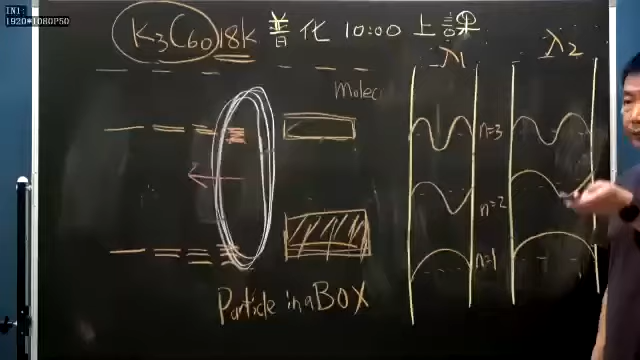 IN1:
1920*1080P50
K3C60 18K 普化 10:00 上課
λ1 λ2
Molec
n=3
n=2
n=1
Particle in a BOX